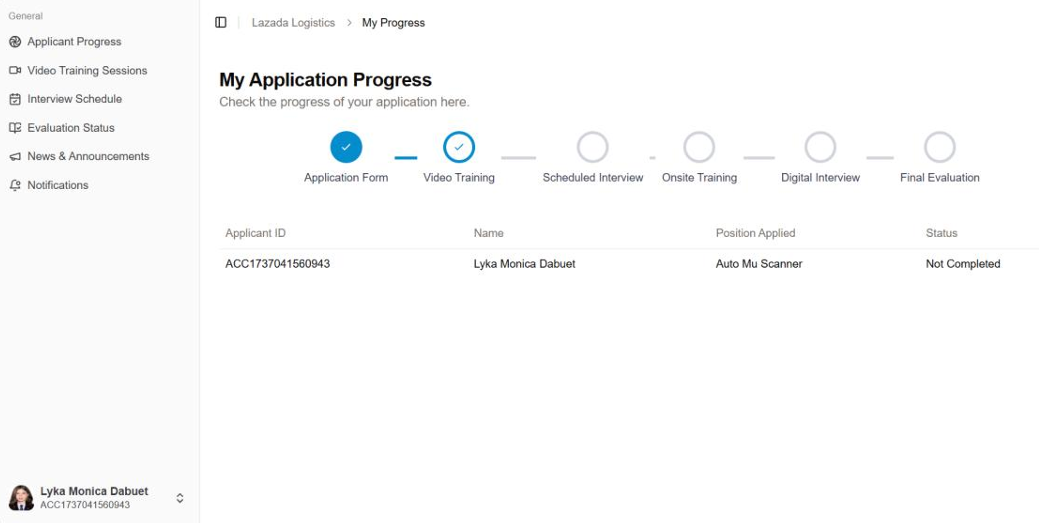 General
Applicant Progress
Video Training Sessions
Interview Schedule
Evaluation Status
News & Announcements
Notifications
Lyka Monica Dabuet
ACC1737041560943
Lazada Logistics > My Progress
My Application Progress
Check the progress of your application here.
Application Form Video Training Scheduled Interview Onsite Training Digital Interview Final Evaluation
Applicant ID Name Position Applied Status
ACC1737041560943 Lyka Monica Dabuet Auto Mu Scanner Not Completed